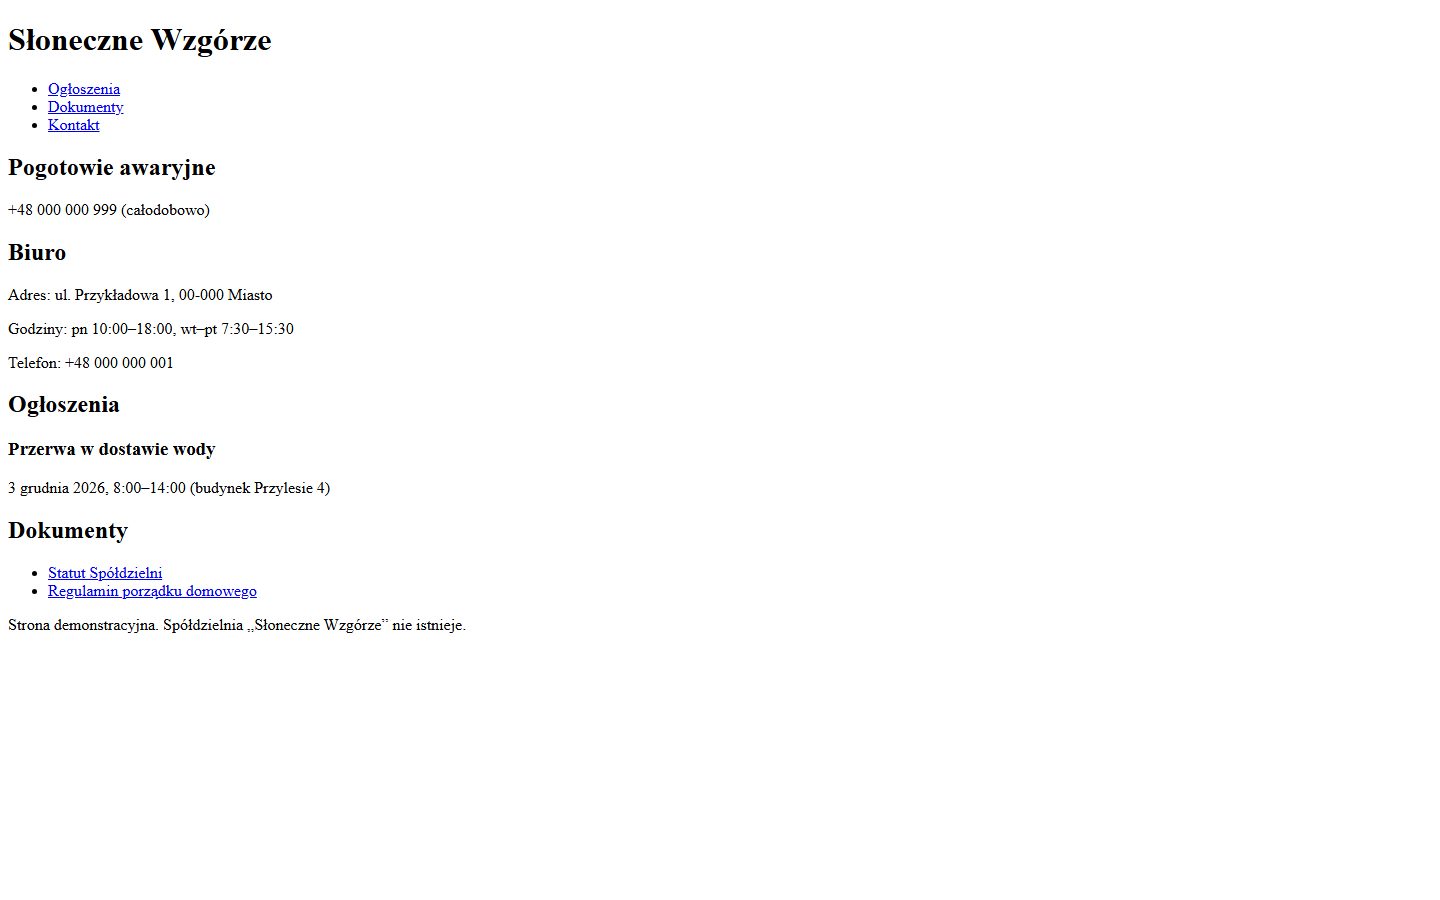 Słoneczne Wzgórze
Ogłoszenia
Dokumenty
Kontakt
Pogotowie awaryjne
+48 000 000 999 (całodobowo)
Biuro
Adres: ul. Przykładowa 1, 00-000 Miasto
Godziny: pn 10:00–18:00, wt–pt 7:30–15:30
Telefon: +48 000 000 001
Ogłoszenia
Przerwa w dostawie wody
3 grudnia 2026, 8:00–14:00 (budynek Przylesie 4)
Dokumenty
Statut Spółdzielni
Regulamin porządku domowego
Strona demonstracyjna. Spółdzielnia „Słoneczne Wzgórze” nie istnieje.